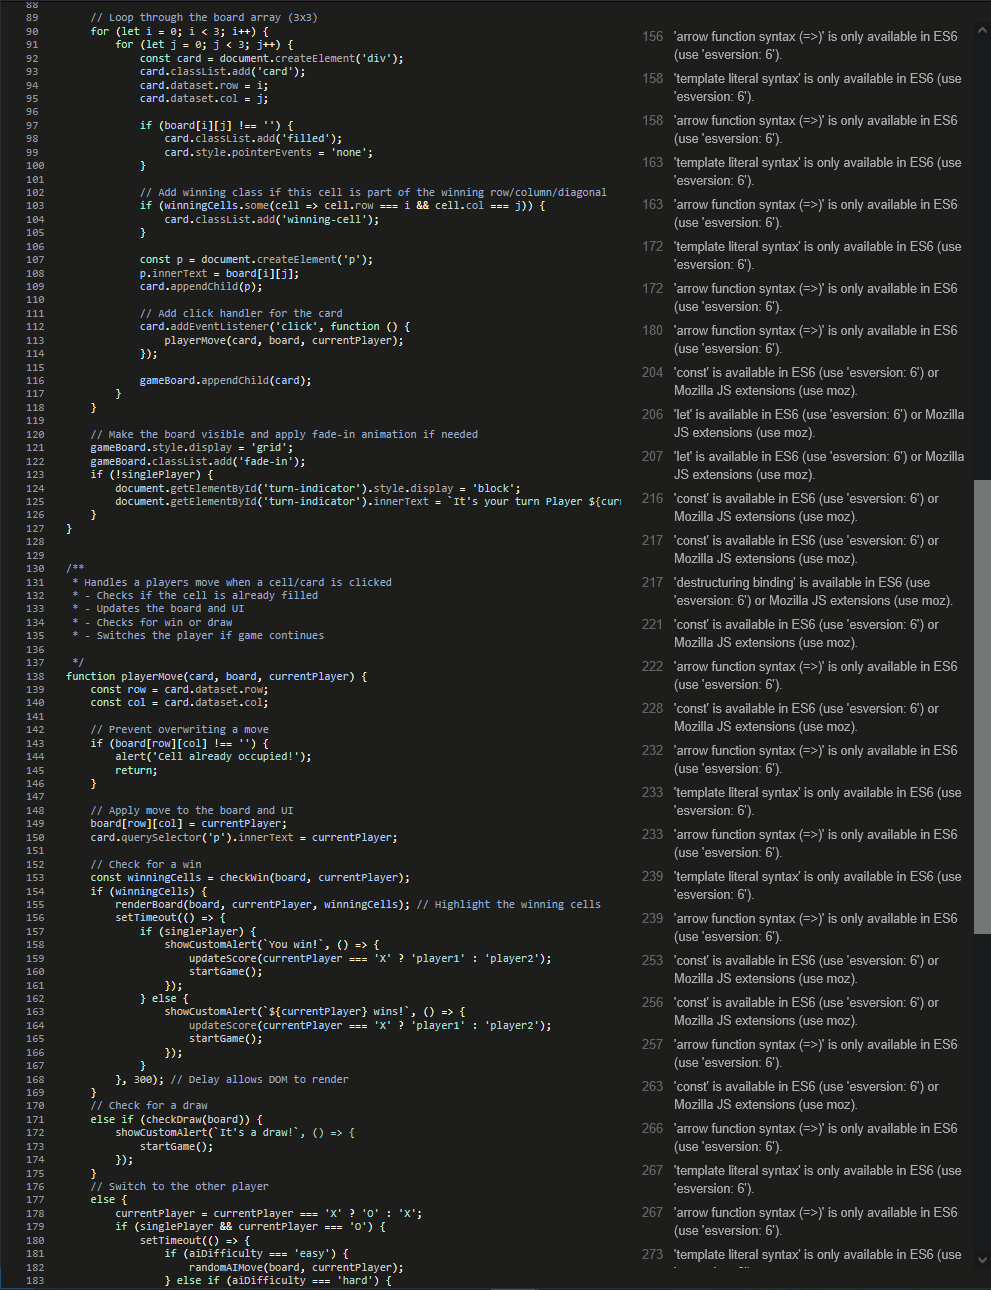 88
89 // Loop through the board array (3x3)
90 for (let i = 0; i < 3; i++) {
91 for (let j = 0; j < 3; j++) {
92 const card = document.createElement('div');
93 card.classList.add('card');
94 card.dataset.row = i;
95 card.dataset.col = j;
96
97 if (board[i][j] !== '') {
98 card.classList.add('filled');
99 card.style.pointerEvents = 'none';
100 }
101
102 // Add winning class if this cell is part of the winning row/column/diagonal
103 if (winningCells.some(cell => cell.row === i && cell.col === j)) {
104 card.classList.add('winning-cell');
105 }
106
107 const p = document.createElement('p');
108 p.innerText = board[i][j];
109 card.appendChild(p);
110
111 // Add click handler for the card
112 card.addEventListener('click', function () {
113 playerMove(card, board, currentPlayer);
114 });
115
116 gameBoard.appendChild(card);
117 }
118 }
119
120 // Make the board visible and apply fade-in animation if needed
121 gameBoard.style.display = 'grid';
122 gameBoard.classList.add('fade-in');
123 if (!singlePlayer) {
124 document.getElementById('turn-indicator').style.display = 'block';
125 document.getElementById('turn-indicator').innerText = `It's your turn Player ${curr
126 }
127 }
128
129
130 /**
131 * Handles a players move when a cell/card is clicked
132 * - Checks if the cell is already filled
133 * - Updates the board and UI
134 * - Checks for win or draw
135 * - Switches the player if game continues
136
137 */
138 function playerMove(card, board, currentPlayer) {
139 const row = card.dataset.row;
140 const col = card.dataset.col;
141
142 // Prevent overwriting a move
143 if (board[row][col] !== '') {
144 alert('Cell already occupied!');
145 return;
146 }
147
148 // Apply move to the board and UI
149 board[row][col] = currentPlayer;
150 card.querySelector('p').innerText = currentPlayer;
151
152 // Check for a win
153 const winningCells = checkWin(board, currentPlayer);
154 if (winningCells) {
155 renderBoard(board, currentPlayer, winningCells); // Highlight the winning cells
156 setTimeout(() => {
157 if (singlePlayer) {
158 showCustomAlert(`You win!`, () => {
159 updateScore(currentPlayer === 'X' ? 'player1' : 'player2');
160 startGame();
161 });
162 } else {
163 showCustomAlert(`${currentPlayer} wins!`, () => {
164 updateScore(currentPlayer === 'X' ? 'player1' : 'player2');
165 startGame();
166 });
167 }
168 }, 300); // Delay allows DOM to render
169 }
170 // Check for a draw
171 else if (checkDraw(board)) {
172 showCustomAlert(`It's a draw!`, () => {
173 startGame();
174 });
175 }
176 // Switch to the other player
177 else {
178 currentPlayer = currentPlayer === 'X' ? 'O' : 'X';
179 if (singlePlayer && currentPlayer === 'O') {
180 setTimeout(() => {
181 if (aiDifficulty === 'easy') {
182 randomAIMove(board, currentPlayer);
183 } else if (aiDifficulty === 'hard') {
156 'arrow function syntax (=>)' is only available in ES6
(use 'esversion: 6').
158 'template literal syntax' is only available in ES6 (use
'esversion: 6').
158 'arrow function syntax (=>)' is only available in ES6
(use 'esversion: 6').
163 'template literal syntax' is only available in ES6 (use
'esversion: 6').
163 'arrow function syntax (=>)' is only available in ES6
(use 'esversion: 6').
172 'template literal syntax' is only available in ES6 (use
'esversion: 6').
172 'arrow function syntax (=>)' is only available in ES6
(use 'esversion: 6').
180 'arrow function syntax (=>)' is only available in ES6
(use 'esversion: 6').
204 'const' is available in ES6 (use 'esversion: 6') or
Mozilla JS extensions (use moz).
206 'let' is available in ES6 (use 'esversion: 6') or Mozilla
JS extensions (use moz).
207 'let' is available in ES6 (use 'esversion: 6') or Mozilla
JS extensions (use moz).
216 'const' is available in ES6 (use 'esversion: 6') or
Mozilla JS extensions (use moz).
217 'const' is available in ES6 (use 'esversion: 6') or
Mozilla JS extensions (use moz).
217 'destructuring binding' is available in ES6 (use
'esversion: 6') or Mozilla JS extensions (use moz).
221 'const' is available in ES6 (use 'esversion: 6') or
Mozilla JS extensions (use moz).
222 'arrow function syntax (=>)' is only available in ES6
(use 'esversion: 6').
228 'const' is available in ES6 (use 'esversion: 6') or
Mozilla JS extensions (use moz).
232 'arrow function syntax (=>)' is only available in ES6
(use 'esversion: 6').
233 'template literal syntax' is only available in ES6 (use
'esversion: 6').
233 'arrow function syntax (=>)' is only available in ES6
(use 'esversion: 6').
239 'template literal syntax' is only available in ES6 (use
'esversion: 6').
239 'arrow function syntax (=>)' is only available in ES6
(use 'esversion: 6').
253 'const' is available in ES6 (use 'esversion: 6') or
Mozilla JS extensions (use moz).
256 'const' is available in ES6 (use 'esversion: 6') or
Mozilla JS extensions (use moz).
257 'arrow function syntax (=>)' is only available in ES6
(use 'esversion: 6').
263 'const' is available in ES6 (use 'esversion: 6') or
Mozilla JS extensions (use moz).
266 'arrow function syntax (=>)' is only available in ES6
(use 'esversion: 6').
267 'template literal syntax' is only available in ES6 (use
'esversion: 6').
267 'arrow function syntax (=>)' is only available in ES6
(use 'esversion: 6').
273 'template literal syntax' is only available in ES6 (use